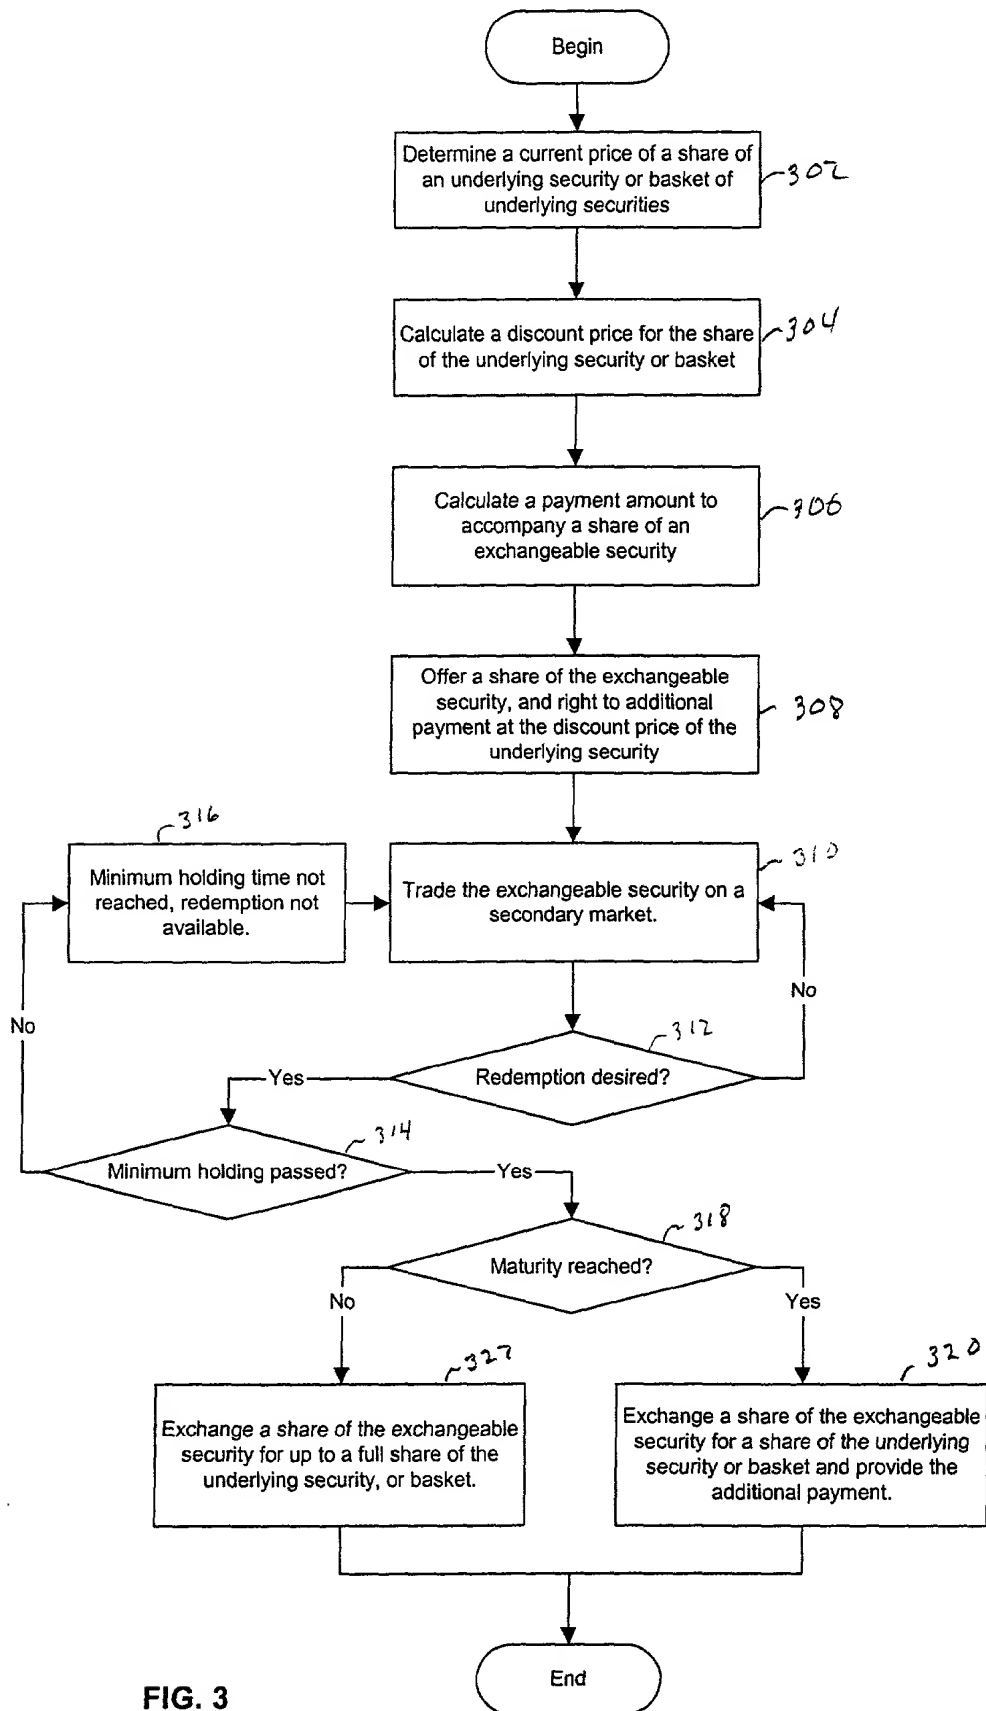 Begin
Determine a current price of a share of
an underlying security or basket of
underlying securities
302
Calculate a discount price for the share
of the underlying security or basket
304
Calculate a payment amount to
accompany a share of an
exchangeable security
306
Offer a share of the exchangeable
security, and right to additional
payment at the discount price of the
underlying security
308
316
Minimum holding time not
reached, redemption not
available.
310
Trade the exchangeable security on a
secondary market.
No
No
312
Redemption desired?
Yes
314
Minimum holding passed?
Yes
318
Maturity reached?
No
Yes
322
Exchange a share of the exchangeable
security for up to a full share of the
underlying security, or basket.
320
Exchange a share of the exchangeable
security for a share of the underlying
security or basket and provide the
additional payment.
End
FIG. 3